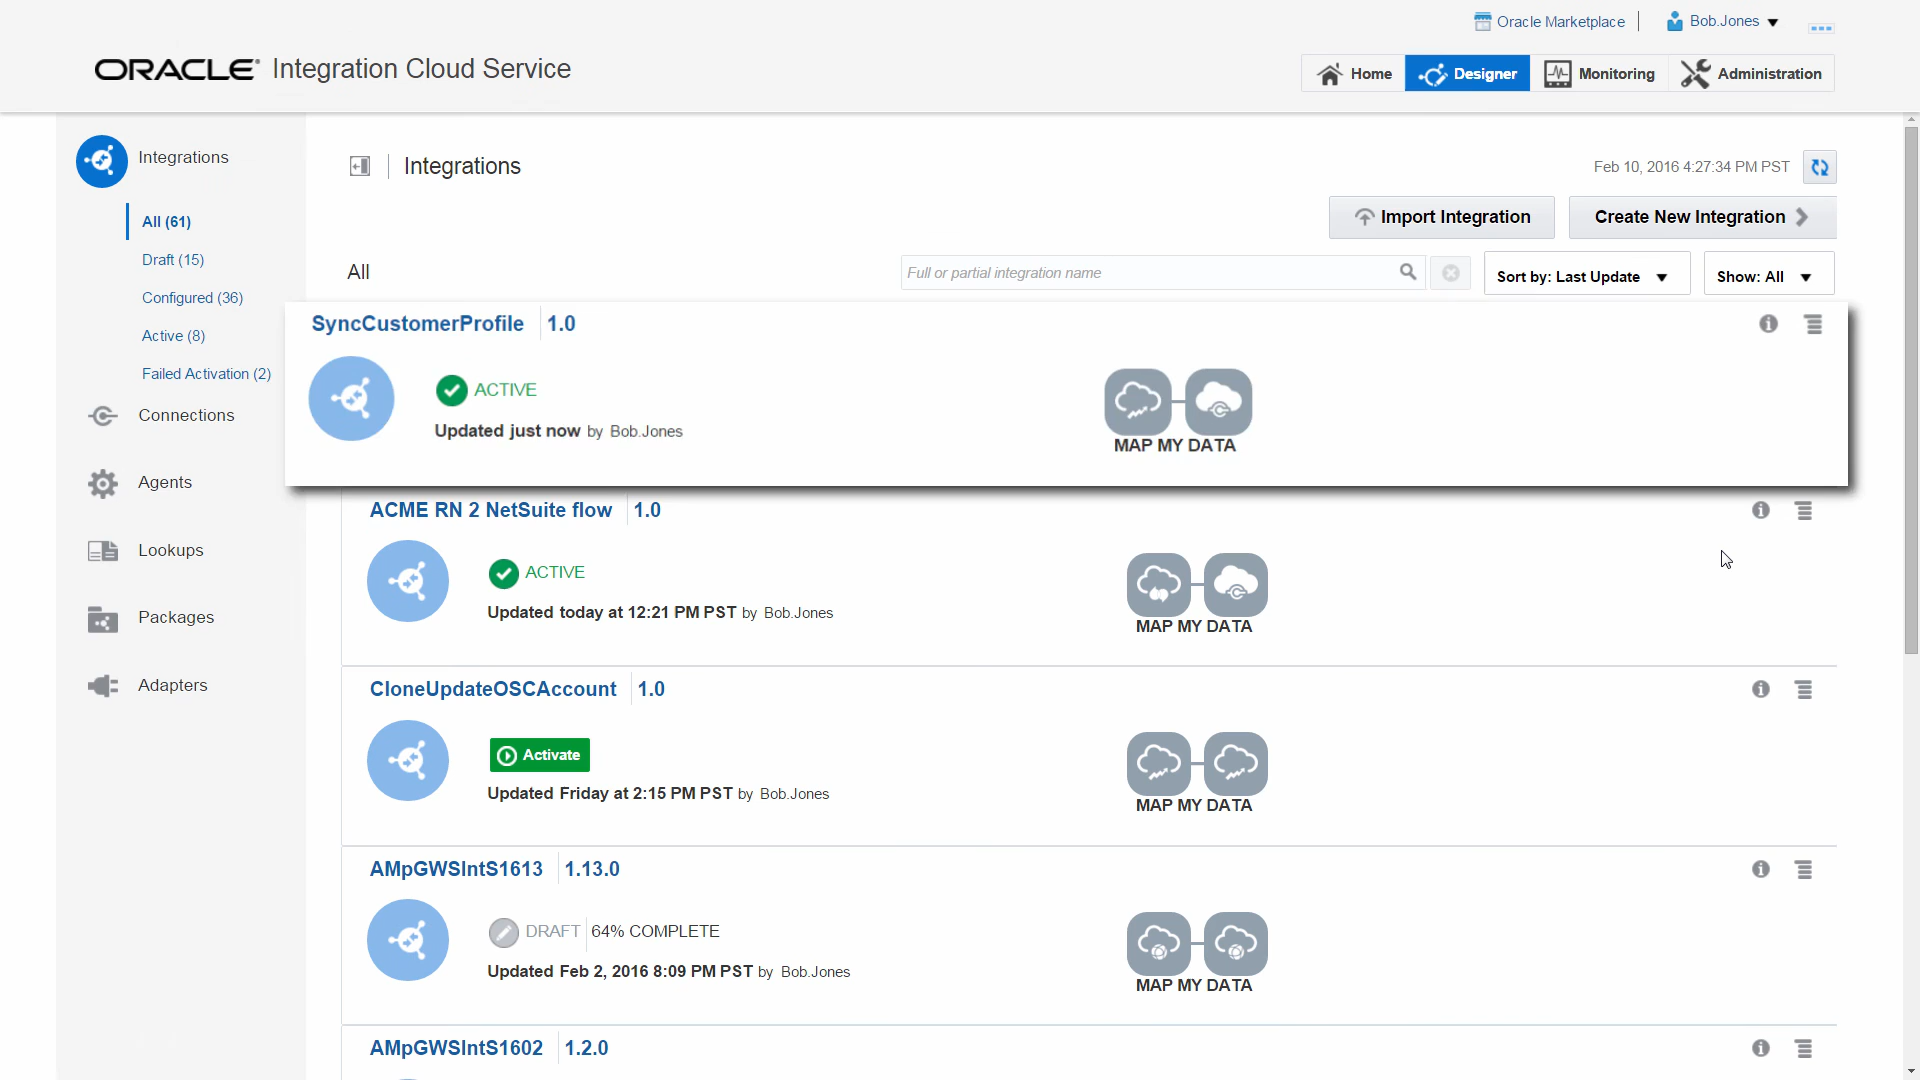 Oracle Marketplace
Bob.Jones
ORACLE® Integration Cloud Service
Home
Designer
Monitoring
Administration
Integrations
All (61)
Draft (15)
Configured (36)
Active (8)
Failed Activation (2)
Connections
Agents
Lookups
Packages
Adapters
Integrations
Feb 10, 2016 4:27:34 PM PST
Import Integration
Create New Integration
All
Full or partial integration name
Sort by: Last Update
Show: All
SyncCustomerProfile 1.0
ACTIVE
Updated just now by Bob.Jones
MAP MY DATA
ACME RN 2 NetSuite flow 1.0
ACTIVE
Updated today at 12:21 PM PST by Bob.Jones
MAP MY DATA
CloneUpdateOSCAccount 1.0
Activate
Updated Friday at 2:15 PM PST by Bob.Jones
MAP MY DATA
AMpGWSIntS1613 1.13.0
DRAFT 64% COMPLETE
Updated Feb 2, 2016 8:09 PM PST by Bob.Jones
MAP MY DATA
AMpGWSIntS1602 1.2.0